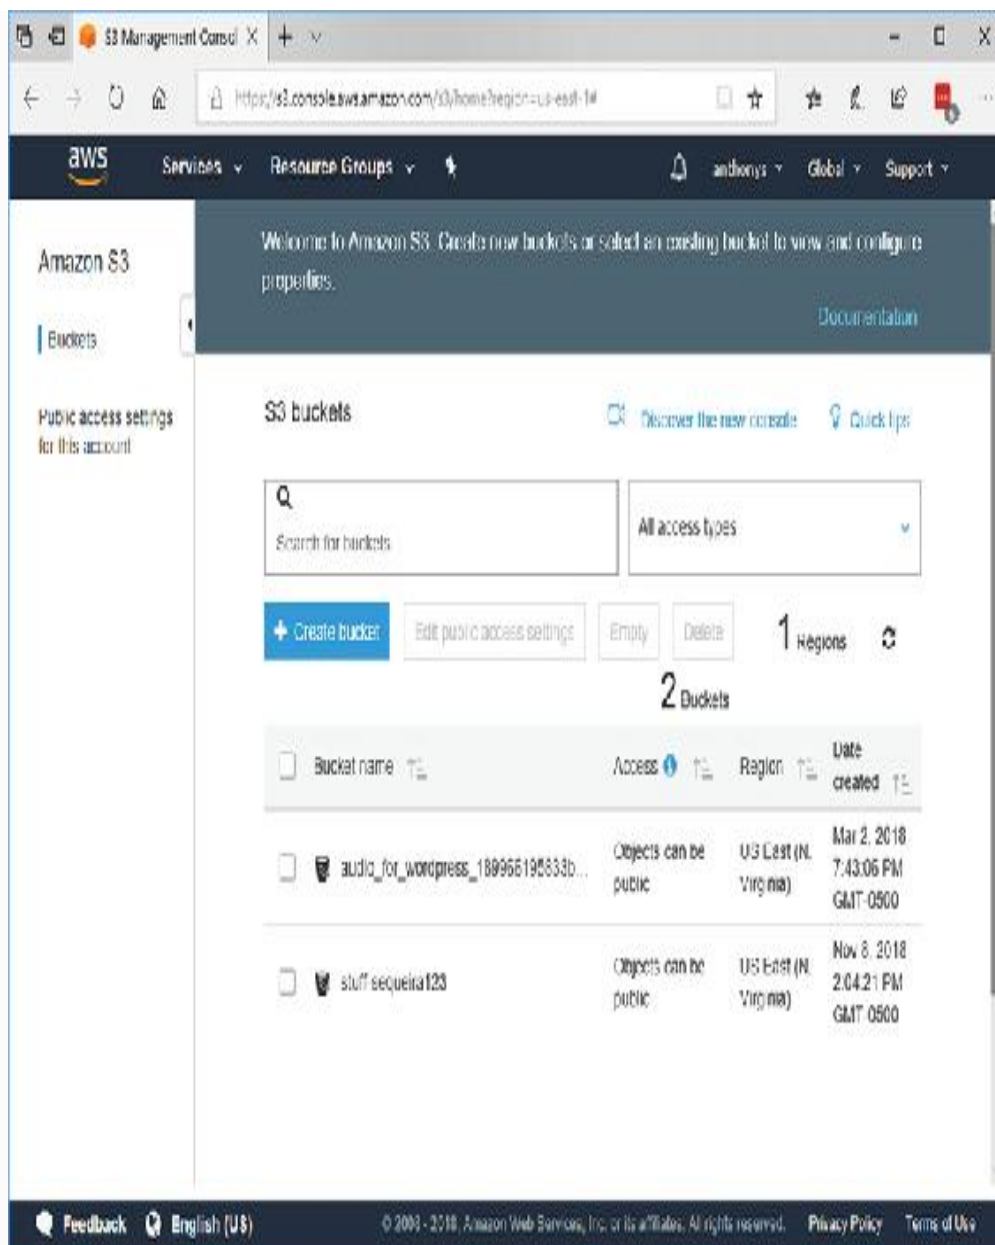 S3 Management Consol
https://s3.console.aws.amazon.com/s3/home?region=us-east-1#
aws Services Resource Groups anthonys Global Support
Amazon S3
Buckets
Public access settings
for this account
Welcome to Amazon S3. Create new buckets or select an existing bucket to view and configure
properties.
Documentation
S3 buckets Discover the new console Quick tips
Search for buckets
All access types
+ Create bucket Edit public access settings Empty Delete 1 Regions
2 Buckets
Bucket name Access Region Date
created
Objects can be
public
US East (N.
Virginia)
Mar 2, 2018
7:43:06 PM
GMT-0500
stuff sequeira123
Objects can be
public
US East (N.
Virginia)
Nov 8, 2018
2:04:21 PM
GMT-0500
Feedback English (US) © 2008 - 2018, Amazon Web Services, Inc. or its affiliates. All rights reserved. Privacy Policy Terms of Use